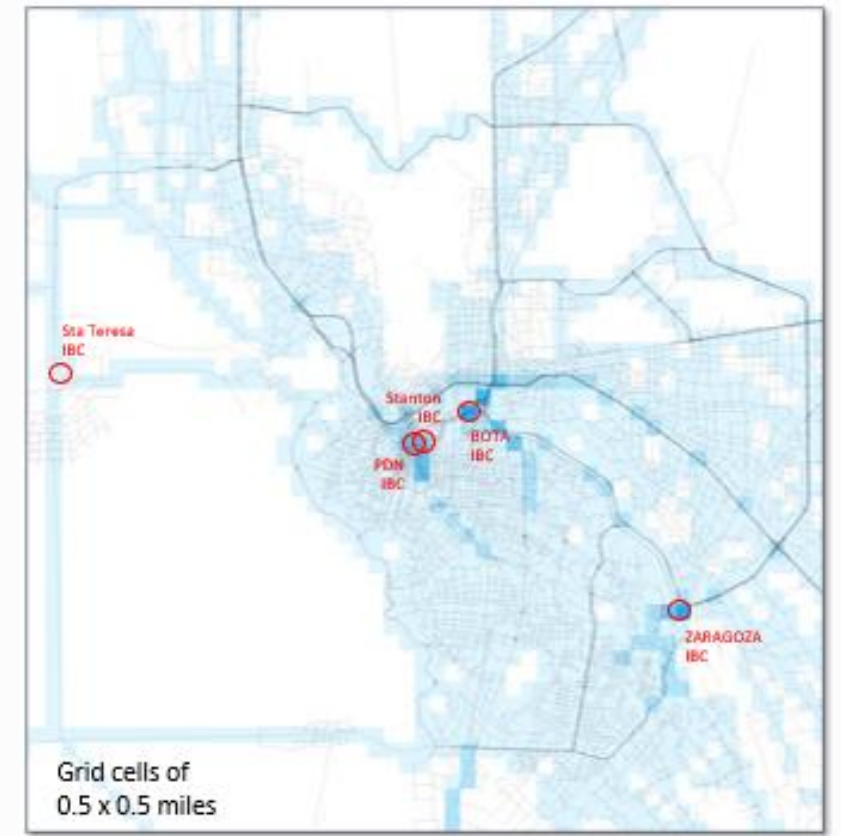 Sta Teresa
IBC
Stanton
IBC
BOTA
IBC
PDN
IBC
ZARAGOZA
IBC
Grid cells of
0.5 x 0.5 miles